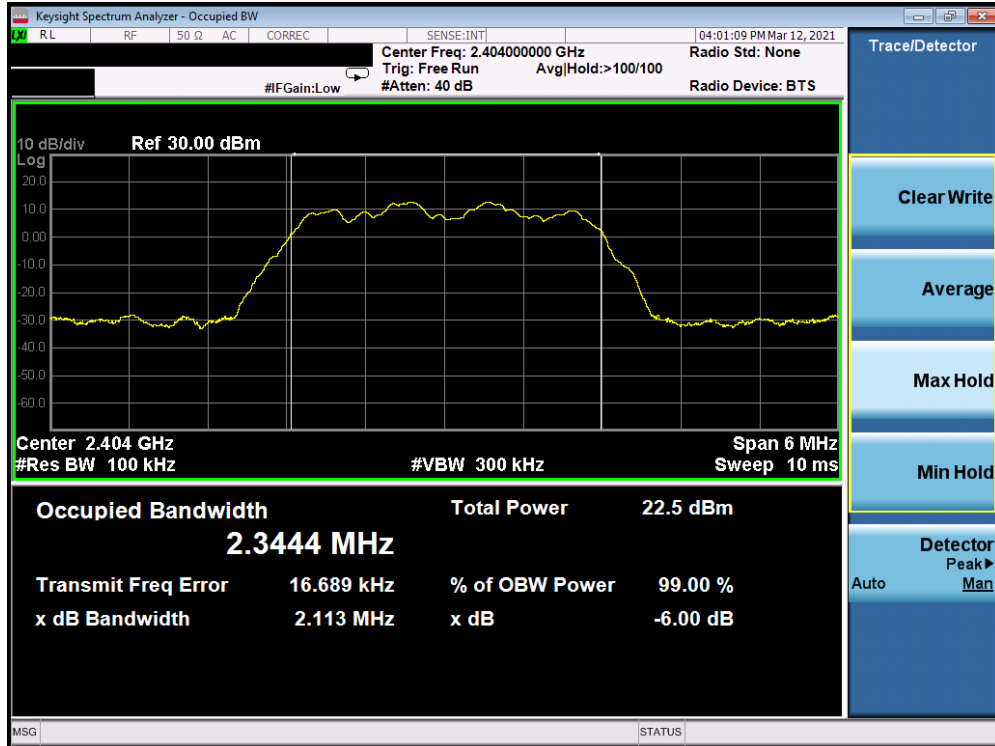 Keysight Spectrum Analyzer - Occupied BW
LXI RL RF 50 Ω AC CORREC SENSE:INT 04:01:09 PM Mar 12, 2021
Center Freq: 2.404000000 GHz Radio Std: None
Trig: Free Run Avg|Hold:>100/100
#IFGain:Low #Atten: 40 dB Radio Device: BTS
10 dB/div Ref 30.00 dBm
Log
20.0
10.0
0.00
-10.0
-20.0
-30.0
-40.0
-50.0
-60.0
Center 2.404 GHz Span 6 MHz
#Res BW 100 kHz #VBW 300 kHz Sweep 10 ms
Occupied Bandwidth Total Power 22.5 dBm
2.3444 MHz
Transmit Freq Error 16.689 kHz % of OBW Power 99.00 %
x dB Bandwidth 2.113 MHz x dB -6.00 dB
MSG STATUS
Trace/Detector
Clear Write
Average
Max Hold
Min Hold
Detector
Peak▶
Auto Man